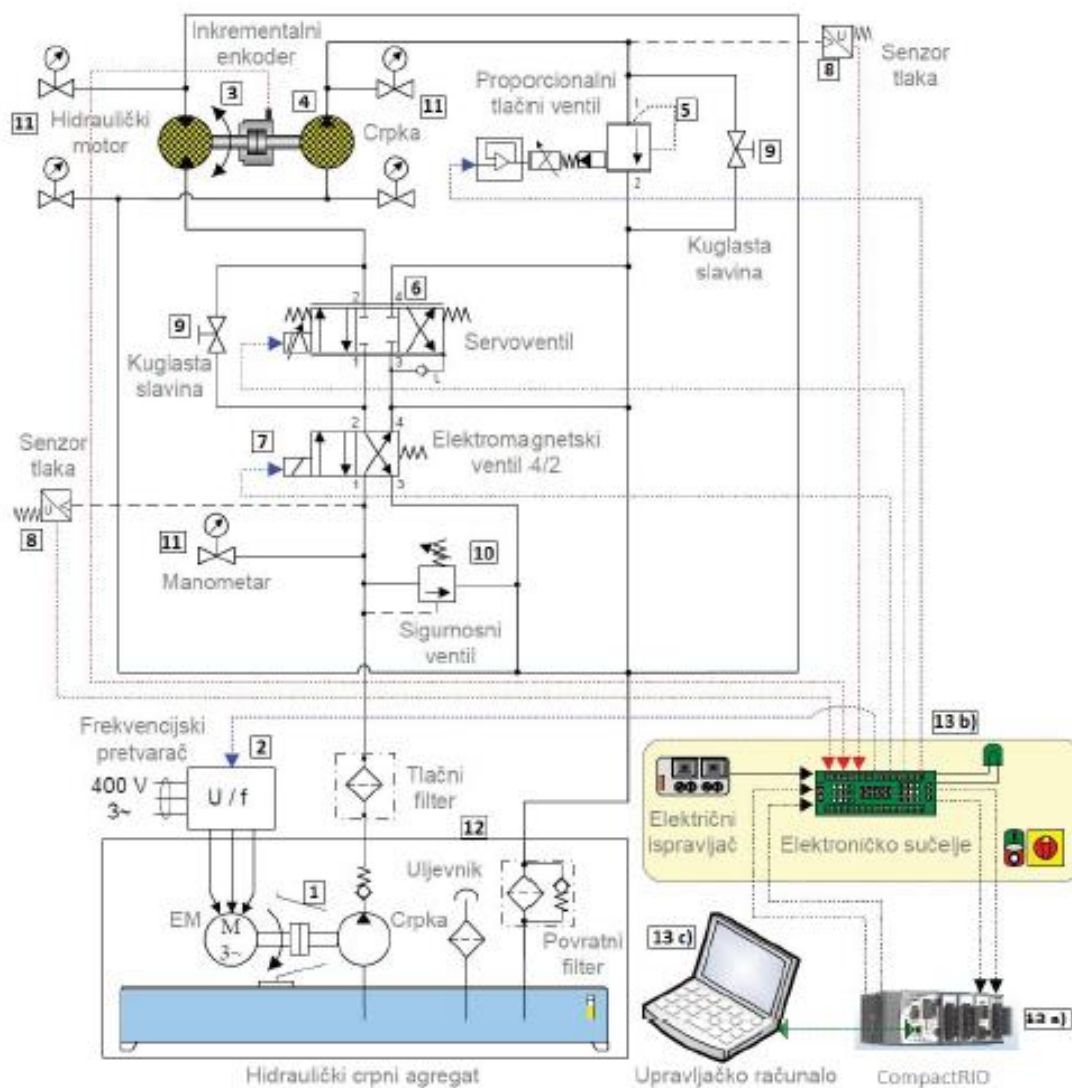 Inkrementalni
enkoder
3
4
11
Hidraulički
motor
Crpka
11
Proporcionalni
tlačini ventil
1
5
2
U
8
Senzor
tlaka
9
Kuglasta
slavina
9
Kuglasta
slavina
2
4
6
1
3
L
Servoventil
7
2
4
1
3
Elektromagnetski
ventil 4/2
Senzor
tlaka
U
8
11
Manometar
10
Sigurnosni
ventil
Frekvencijski
pretvarač
2
400 V
3~
U / f
Tlačni
filter
12
Uljevnik
EM
M
3~
1
Crpka
Povratni
filter
Hidraulički crpni agregat
13 b)
Električni
ispravljač
Elektroničko sučelje
13 c)
Upravljačko računalo
CompactRIO